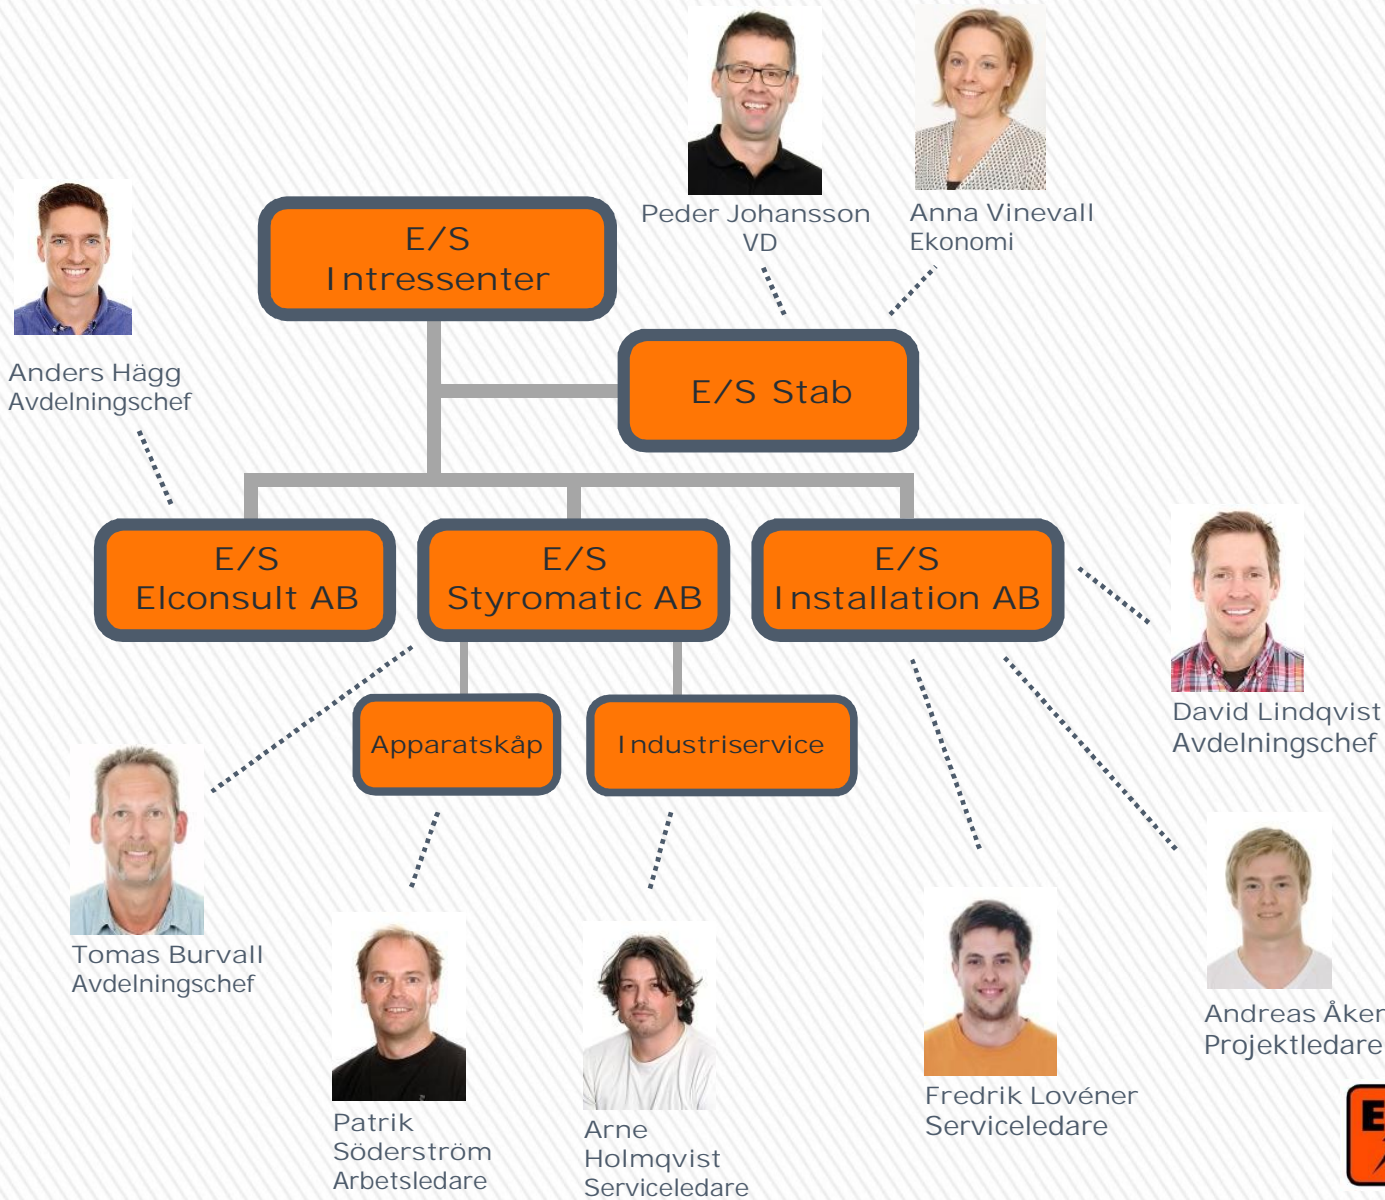 Peder Johansson
VD
Anna Vinevall
Ekonomi
E/S
Intressenter
Anders Hägg
Avdelningschef
E/S Stab
E/S
Elconsult AB
E/S
Styromatic AB
E/S
Installation AB
David Lindqvist
Avdelningschef
Apparatskåp
Industriservice
Tomas Burvall
Avdelningschef
Andreas Åker
Projektledare
Fredrik Lovéner
Serviceledare
Patrik
Söderström
Arbetsledare
Arne
Holmqvist
Serviceledare